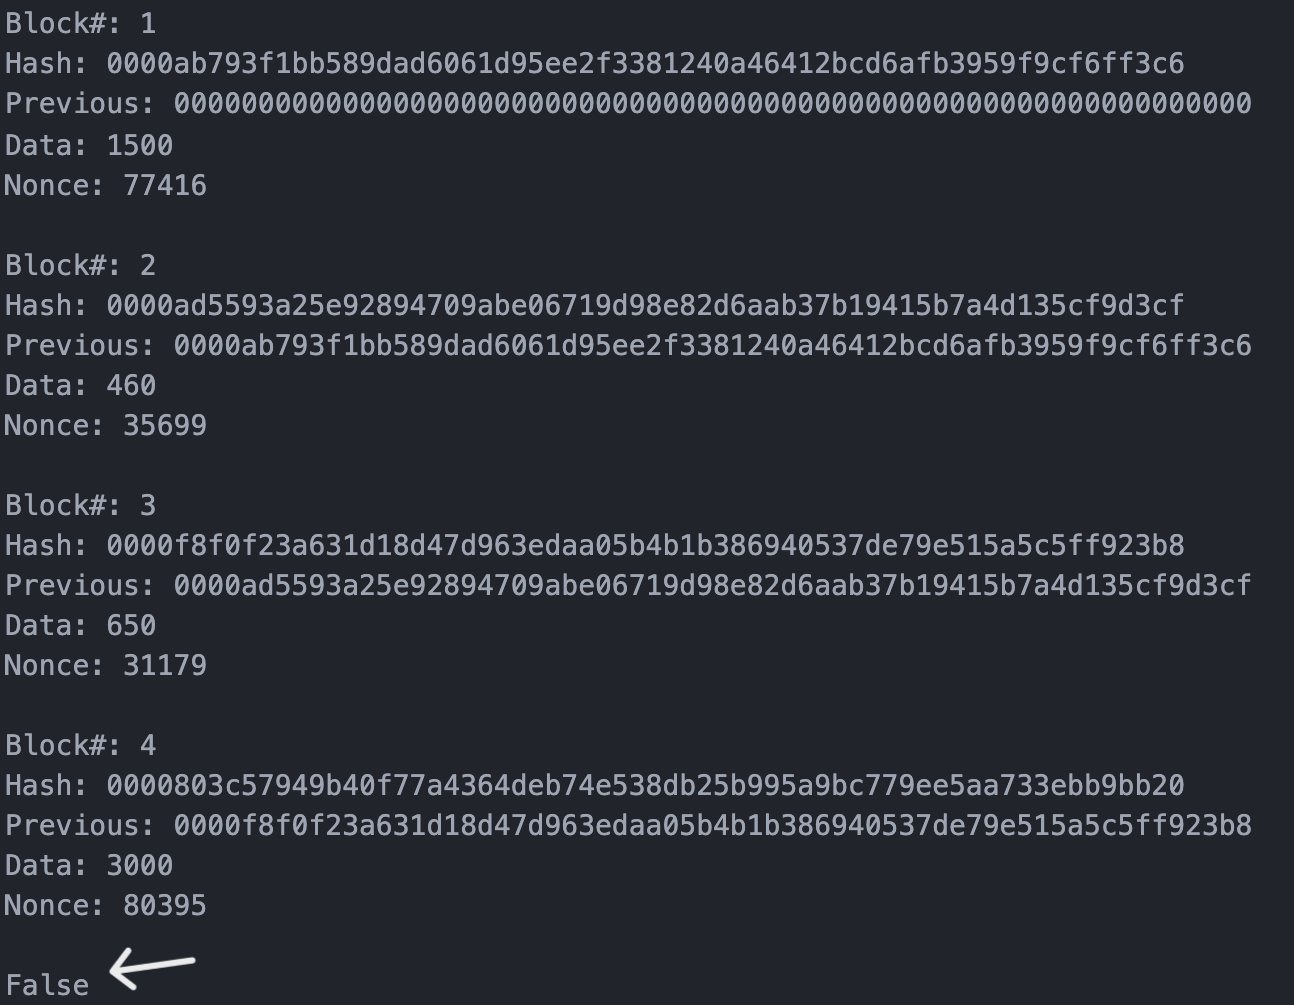 Block#: 1
Hash: 0000ab793f1bb589dad6061d95ee2f3381240a46412bcd6afb3959f9cf6ff3c6
Previous: 0000000000000000000000000000000000000000000000000000000000000000
Data: 1500
Nonce: 77416
Block#: 2
Hash: 0000ad5593a25e92894709abe06719d98e82d6aab37b19415b7a4d135cf9d3cf
Previous: 0000ab793f1bb589dad6061d95ee2f3381240a46412bcd6afb3959f9cf6ff3c6
Data: 460
Nonce: 35699
Block#: 3
Hash: 0000f8f0f23a631d18d47d963edaa05b4b1b386940537de79e515a5c5ff923b8
Previous: 0000ad5593a25e92894709abe06719d98e82d6aab37b19415b7a4d135cf9d3cf
Data: 650
Nonce: 31179
Block#: 4
Hash: 0000803c57949b40f77a4364deb74e538db25b995a9bc779ee5aa733ebb9bb20
Previous: 0000f8f0f23a631d18d47d963edaa05b4b1b386940537de79e515a5c5ff923b8
Data: 3000
Nonce: 80395
False